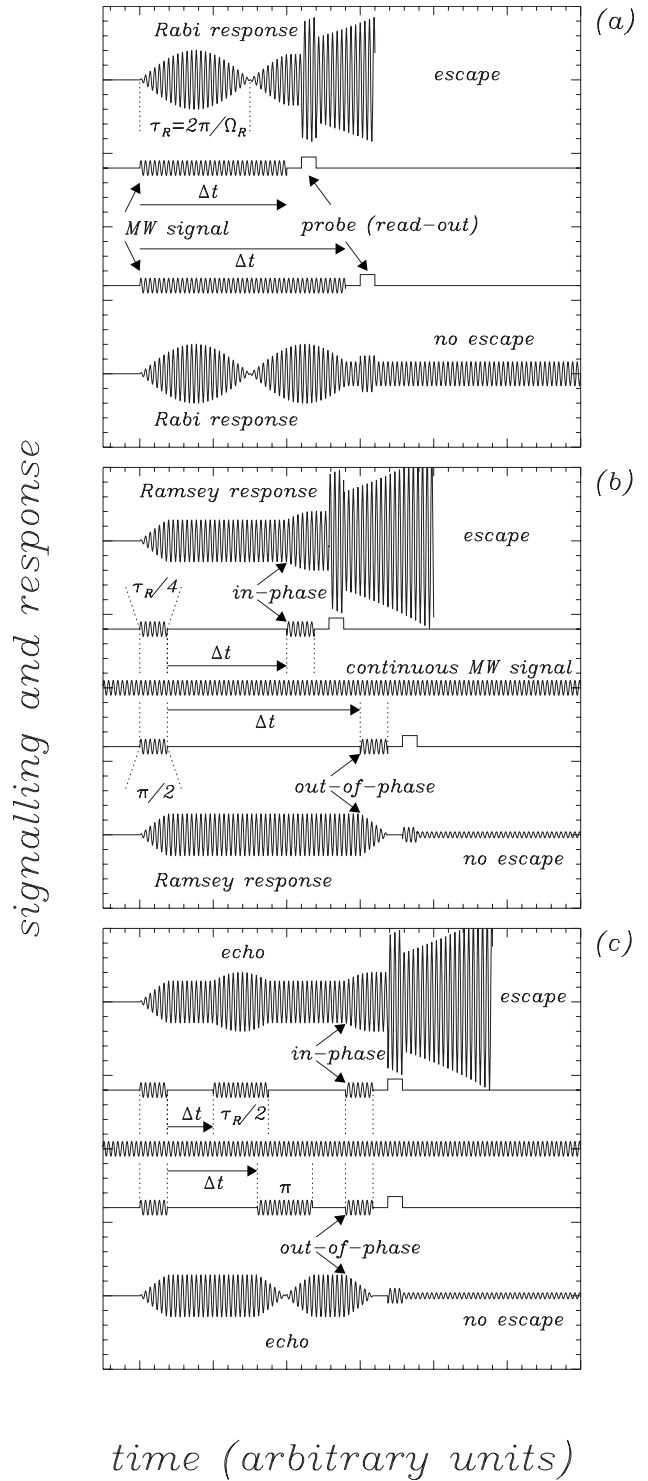 (a)
Rabi response
escape
τ_R=2π/Ω_R
Δt
MW signal
probe (read-out)
Δt
no escape
Rabi response
(b)
Ramsey response
escape
τ_R/4
in-phase
Δt
continuous MW signal
Δt
π/2
out-of-phase
no escape
Ramsey response
(c)
echo
escape
in-phase
Δt
τ_R/2
Δt
π
out-of-phase
no escape
echo
signalling and response
time (arbitrary units)